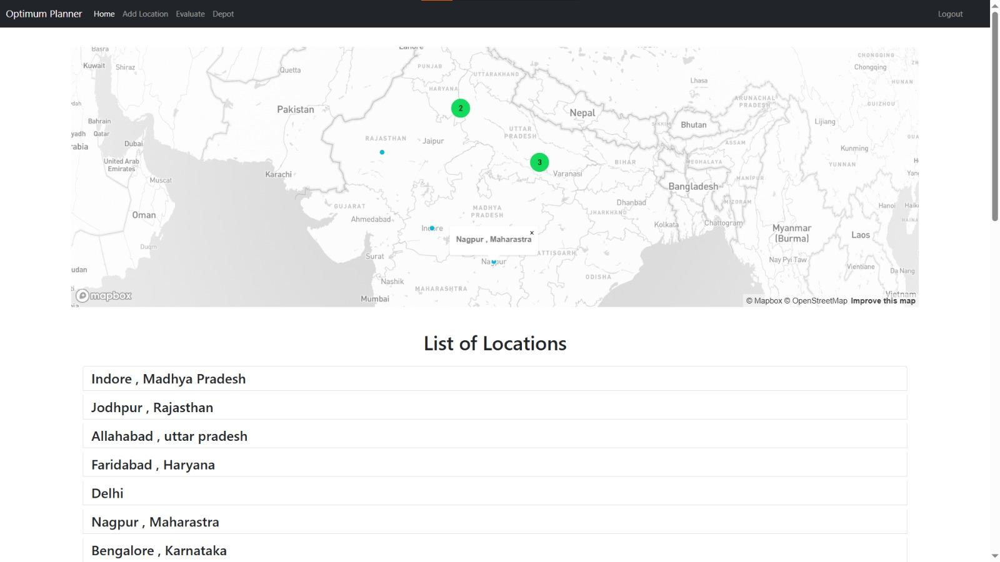 Optimum Planner Home Add Location Evaluate Depot Logout
Basra
Lahore
Kuwait Shiraz
Quetta
PUNJAB
UTTARAKHAND
HARYANA
CHONGQING
Chongqing
Lhasa
HUNAN
Pakistan
2
Nepal
ARUNACHAL
PRADESH
GUIZHOU
Bahrain
Qatar
SIKKIM
Bhutan
Lijiang
Dubai
RAJASTHAN
Jaipur
UTTAR
PRADESH
ASSAM
Kunming
United Arab
Emirates
3
BIHAR
MEGHALAYA
YUNNAN
Karachi
Varanasi
Muscat
MANIPUR
Bangladesh
Oman
GUJARAT
Ahmedabad
MADHYA
PRADESH
Dhanbad
JHARKHAND
MIZORAM
Hanoi
Indore
Kolkata
Chattogram
Myanmar
(Burma)
Laos
Nagpur , Maharastra ×
Duqm
Surat
Nagpur
ATTISGARH
Nay Pyi Taw
Vientiane
Da Nang
Nashik
MAHARASHTRA
ODISHA
mapbox
Mumbai
Vietnam
© Mapbox © OpenStreetMap Improve this map
List of Locations
Indore , Madhya Pradesh
Jodhpur , Rajasthan
Allahabad , uttar pradesh
Faridabad , Haryana
Delhi
Nagpur , Maharastra
Bengalore , Karnataka